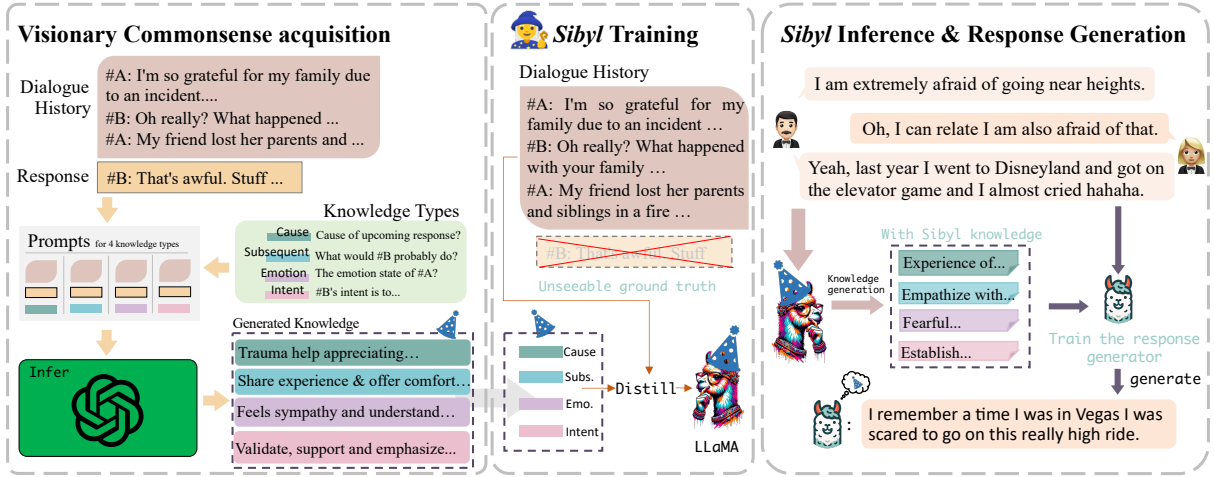 Visionary Commonsense acquisition
Dialogue
History
#A: I'm so grateful for my family due
to an incident....
#B: Oh really? What happened ...
#A: My friend lost her parents and ...
Response
#B: That's awful. Stuff ...
Prompts for 4 knowledge types
Knowledge Types
Cause
Cause of upcoming response?
Subsequent
What would #B probably do?
Emotion
The emotion state of #A?
Intent
#B's intent is to...
Infer
Generated Knowledge
Trauma help appreciating…
Share experience & offer comfort…
Feels sympathy and understand…
Validate, support and emphasize...
Sibyl Training
Dialogue History
#A: I'm so grateful for my
family due to an incident …
#B: Oh really? What happened
with your family …
#A: My friend lost her parents
and siblings in a fire …
#B: That's awful. Stuff
Unseeable ground truth
Cause
Subs.
Emo.
Intent
Distill
LLaMA
Sibyl Inference & Response Generation
I am extremely afraid of going near heights.
Oh, I can relate I am also afraid of that.
Yeah, last year I went to Disneyland and got on
the elevator game and I almost cried hahaha.
With Sibyl knowledge
Knowledge
generation
Experience of...
Empathize with...
Fearful...
Establish...
Train the response
generator
generate
:
I remember a time I was in Vegas I was
scared to go on this really high ride.